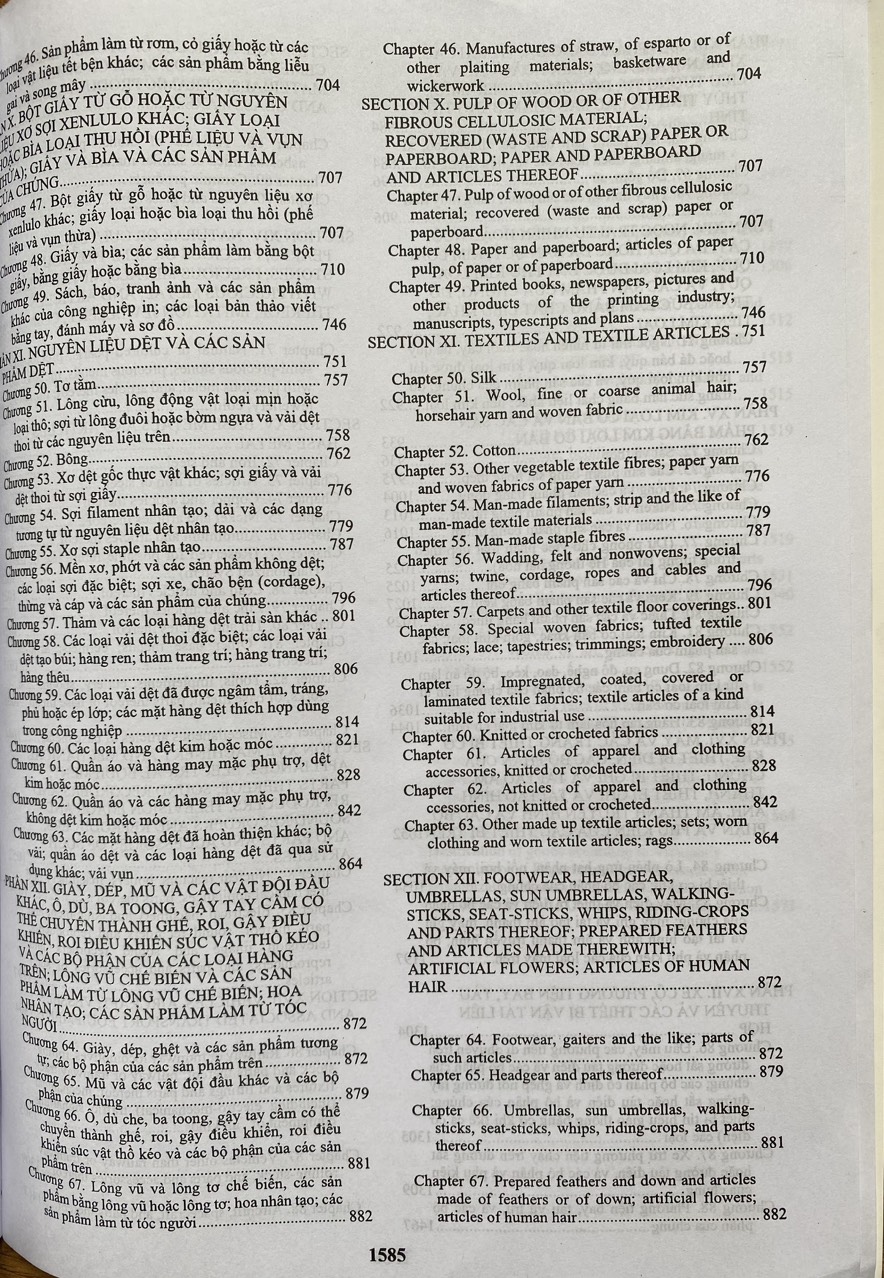 Chương 46. Sản phẩm làm từ rơm, cỏ giấy hoặc từ các
loại vật liệu tết bện khác; các sản phẩm bằng liễu
gai và song mây ........ 704
N X. BỘT GIẤY TỪ GỖ HOẶC TỪ NGUYÊN
LIỆU XƠ SỢI XENLULO KHÁC; GIẤY LOẠI
HOẶC BÌA LOẠI THU HỒI (PHẾ LIỆU VÀ VỤN
THỪA); GIẤY VÀ BÌA VÀ CÁC SẢN PHẨM
CỦA CHÚNG........ 707
Chương 47. Bột giấy từ gỗ hoặc từ nguyên liệu xơ
xenlulo khác; giấy loại hoặc bìa loại thu hồi (phế
liệu và vụn thừa) ........ 707
Chương 48. Giấy và bìa; các sản phẩm làm bằng bột
giấy, bằng giấy hoặc bằng bìa........ 710
Chương 49. Sách, báo, tranh ảnh và các sản phẩm
khác của công nghiệp in; các loại bản thảo viết
bằng tay, đánh máy và sơ đồ ........ 746
ẦN XI. NGUYÊN LIỆU DỆT VÀ CÁC SẢN
PHẨM DỆT........ 751
Chương 50. Tơ tằm........ 757
Chương 51. Lông cừu, lông động vật loại mịn hoặc
loại thô; sợi từ lông đuôi hoặc bờm ngựa và vải dệt
thoi từ các nguyên liệu trên........ 758
Chương 52. Bông........ 762
Chương 53. Xơ dệt gốc thực vật khác; sợi giấy và vải
dệt thoi từ sợi giấy........ 776
Chương 54. Sợi filament nhân tạo; dải và các dạng
tương tự từ nguyên liệu dệt nhân tạo........ 779
Chương 55. Xơ sợi staple nhân tạo........ 787
Chương 56. Mền xơ, phớt và các sản phẩm không dệt;
các loại sợi đặc biệt; sợi xe, chão bện (cordage),
thừng và cáp và các sản phẩm của chúng........ 796
Chương 57. Thảm và các loại hàng dệt trải sàn khác .. 801
Chương 58. Các loại vải dệt thoi đặc biệt; các loại vải
dệt tạo búi; hàng ren; thảm trang trí; hàng trang trí;
hàng thêu........ 806
Chương 59. Các loại vải dệt đã được ngâm tẩm, tráng,
phủ hoặc ép lớp; các mặt hàng dệt thích hợp dùng
trong công nghiệp ........ 814
Chương 60. Các loại hàng dệt kim hoặc móc ........ 821
Chương 61. Quần áo và hàng may mặc phụ trợ, dệt
kim hoặc móc........ 828
Chương 62. Quần áo và các hàng may mặc phụ trợ,
không dệt kim hoặc móc ........ 842
Chương 63. Các mặt hàng dệt đã hoàn thiện khác; bộ
vải; quần áo dệt và các loại hàng dệt đã qua sử
dụng khác; vải vụn ........ 864
PHẦN XII. GIÀY, DÉP, MŨ VÀ CÁC VẬT ĐỘI ĐẦU
KHÁC, Ô, DÙ, BA TOONG, GẬY TAY CẦM CÓ
THỂ CHUYỂN THÀNH GHẾ, ROI, GẬY ĐIỀU
KHIỂN, ROI ĐIỀU KHIỂN SÚC VẬT THỒ KÉO
VÀ CÁC BỘ PHẬN CỦA CÁC LOẠI HÀNG
TRÊN; LÔNG VŨ CHẾ BIẾN VÀ CÁC SẢN
PHẨM LÀM TỪ LÔNG VŨ CHẾ BIẾN; HOA
NHÂN TẠO; CÁC SẢN PHẨM LÀM TỪ TÓC
NGƯỜI........ 872
Chương 64. Giày, dép, ghệt và các sản phẩm tương
tự; các bộ phận của các sản phẩm trên ........ 872
Chương 65. Mũ và các vật đội đầu khác và các bộ
phận của chúng ........ 879
Chương 66. Ô, dù che, ba toong, gậy tay cầm có thể
chuyển thành ghế, roi, gậy điều khiển, roi điều
khiển súc vật thồ kéo và các bộ phận của các sản
phẩm trên ........ 881
Chương 67. Lông vũ và lông tơ chế biến, các sản
phẩm bằng lông vũ hoặc lông tơ; hoa nhân tạo; các
sản phẩm làm từ tóc người........ 882
Chapter 46. Manufactures of straw, of esparto or of
other plaiting materials; basketware and
wickerwork ........ 704
SECTION X. PULP OF WOOD OR OF OTHER
FIBROUS CELLULOSIC MATERIAL;
RECOVERED (WASTE AND SCRAP) PAPER OR
PAPERBOARD; PAPER AND PAPERBOARD
AND ARTICLES THEREOF........ 707
Chapter 47. Pulp of wood or of other fibrous cellulosic
material; recovered (waste and scrap) paper or
paperboard........ 707
Chapter 48. Paper and paperboard; articles of paper
pulp, of paper or of paperboard........ 710
Chapter 49. Printed books, newspapers, pictures and
other products of the printing industry;
manuscripts, typescripts and plans ........ 746
SECTION XI. TEXTILES AND TEXTILE ARTICLES . 751
Chapter 50. Silk ........ 757
Chapter 51. Wool, fine or coarse animal hair;
horsehair yarn and woven fabric ........ 758
Chapter 52. Cotton........ 762
Chapter 53. Other vegetable textile fibres; paper yarn
and woven fabrics of paper yarn ........ 776
Chapter 54. Man-made filaments; strip and the like of
man-made textile materials ........ 779
Chapter 55. Man-made staple fibres ........ 787
Chapter 56. Wadding, felt and nonwovens; special
yarns; twine, cordage, ropes and cables and
articles thereof........ 796
Chapter 57. Carpets and other textile floor coverings.. 801
Chapter 58. Special woven fabrics; tufted textile
fabrics; lace; tapestries; trimmings; embroidery .... 806
Chapter 59. Impregnated, coated, covered or
laminated textile fabrics; textile articles of a kind
suitable for industrial use ........ 814
Chapter 60. Knitted or crocheted fabrics ........ 821
Chapter 61. Articles of apparel and clothing
accessories, knitted or crocheted........ 828
Chapter 62. Articles of apparel and clothing
ccessories, not knitted or crocheted........ 842
Chapter 63. Other made up textile articles; sets; worn
clothing and worn textile articles; rags........ 864
SECTION XII. FOOTWEAR, HEADGEAR,
UMBRELLAS, SUN UMBRELLAS, WALKING-
STICKS, SEAT-STICKS, WHIPS, RIDING-CROPS
AND PARTS THEREOF; PREPARED FEATHERS
AND ARTICLES MADE THEREWITH;
ARTIFICIAL FLOWERS; ARTICLES OF HUMAN
HAIR ........ 872
Chapter 64. Footwear, gaiters and the like; parts of
such articles........ 872
Chapter 65. Headgear and parts thereof........ 879
Chapter 66. Umbrellas, sun umbrellas, walking-
sticks, seat-sticks, whips, riding-crops, and parts
thereof ........ 881
Chapter 67. Prepared feathers and down and articles
made of feathers or of down; artificial flowers;
articles of human hair........ 882
1585